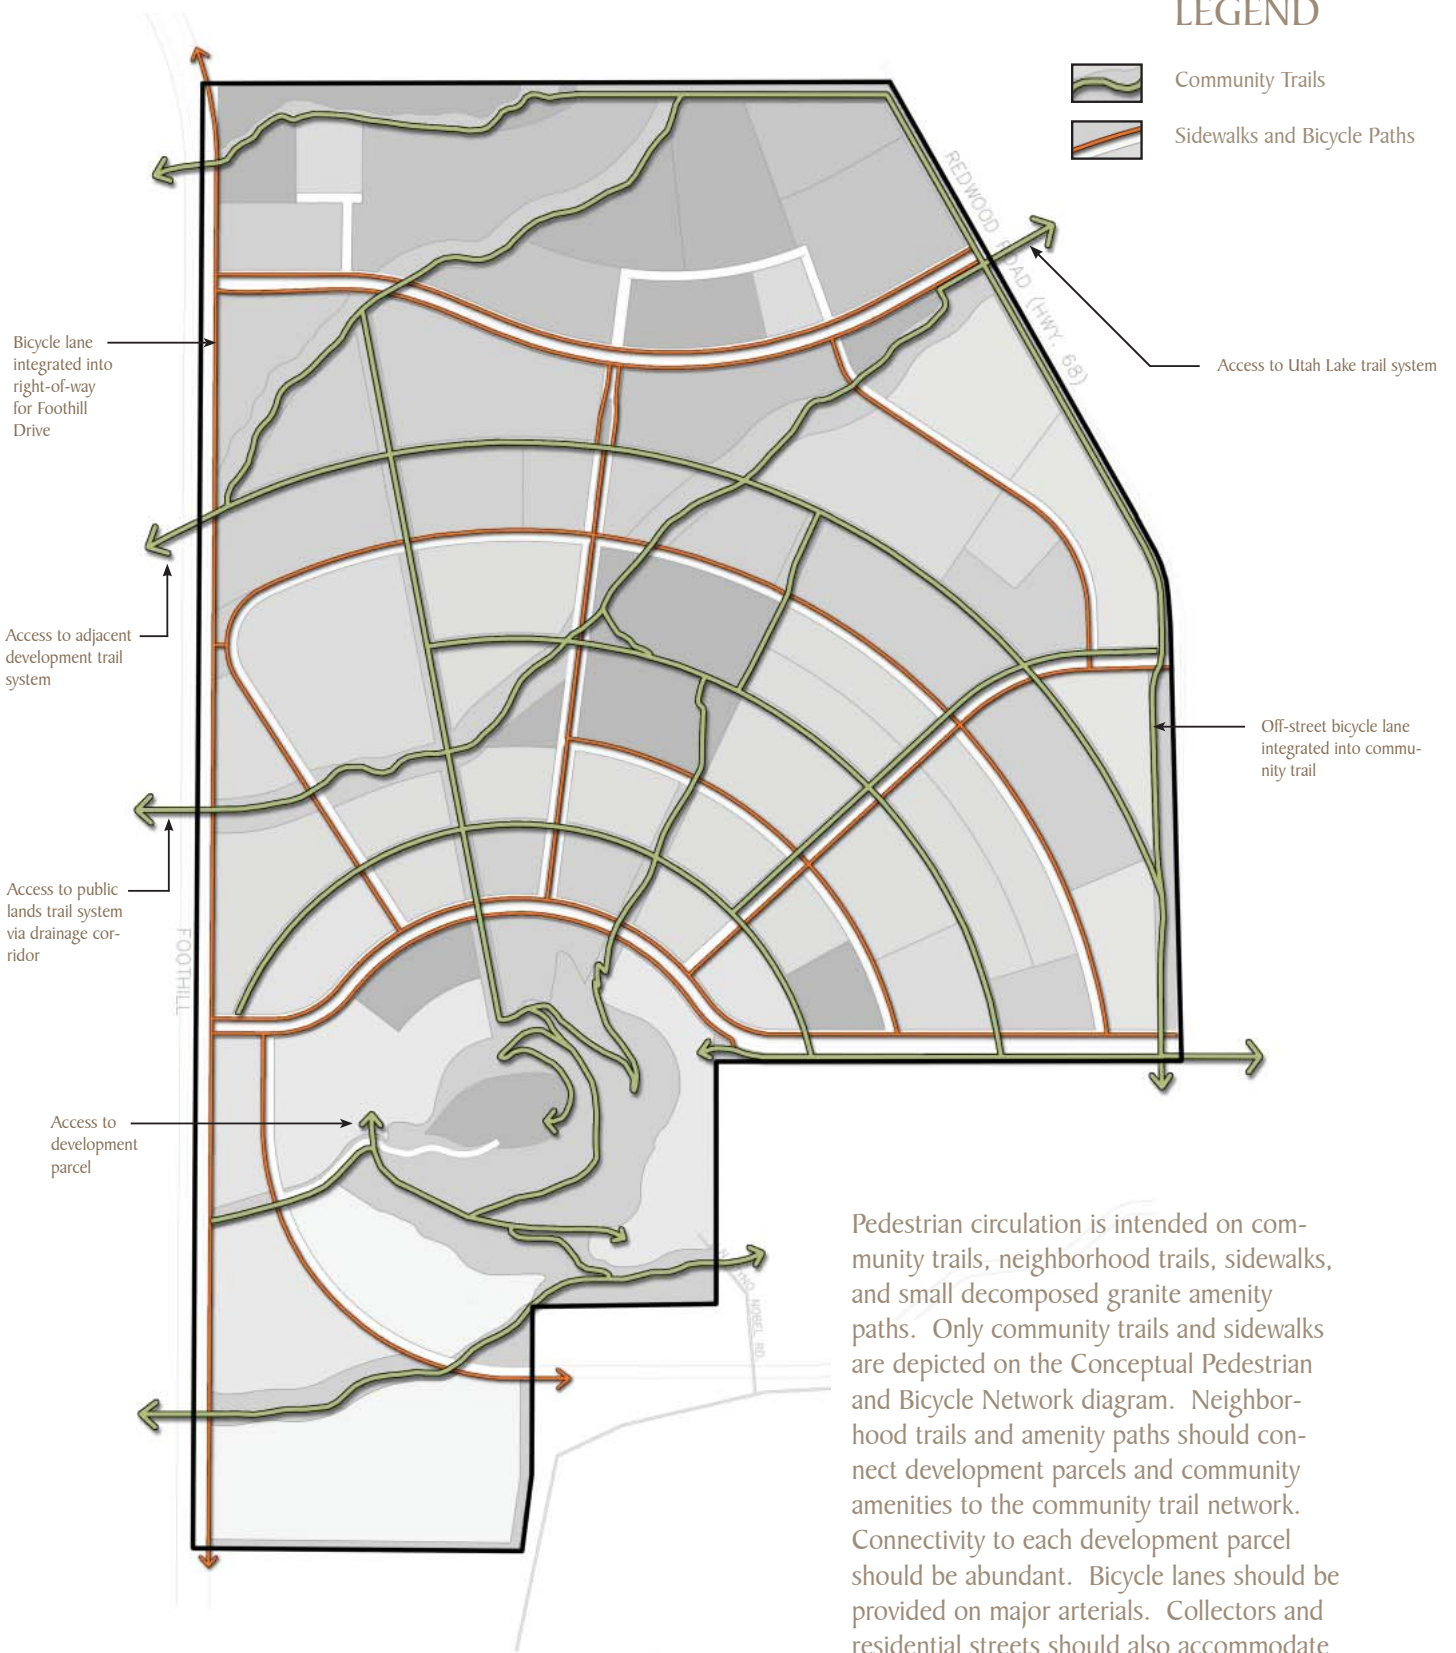 LEGEND
Community Trails
Sidewalks and Bicycle Paths
REDWOOD ROAD (HWY. 68)
Bicycle lane
integrated into
right-of-way
for Foothill
Drive
Access to Utah Lake trail system
Access to adjacent
development trail
system
Off-street bicycle lane
integrated into commu-
nity trail
Access to public
lands trail system
via drainage cor-
ridor
FOOTHILL
Access to
development
parcel
NOBEL RD.
Pedestrian circulation is intended on com-
munity trails, neighborhood trails, sidewalks,
and small decomposed granite amenity
paths. Only community trails and sidewalks
are depicted on the Conceptual Pedestrian
and Bicycle Network diagram. Neighbor-
hood trails and amenity paths should con-
nect development parcels and community
amenities to the community trail network.
Connectivity to each development parcel
should be abundant. Bicycle lanes should be
provided on major arterials. Collectors and
residential streets should also accommodate